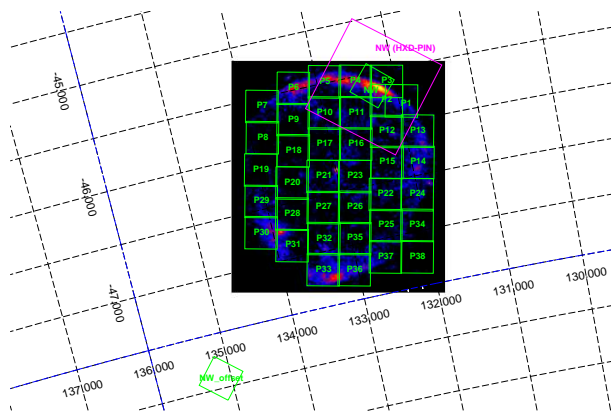 NW (HXD-PIN)
-45,000
P5
P4
P3
P6
NW
P2
P1
P7
P9
P10
P11
P8
P12
P13
P18
P17
P16
P19
P20
P21
P23
P15
P14
-46,000
P29
P28
P27
P26
P22
P24
P30
P31
P32
P35
P25
P34
P33
P36
P37
P38
-47,000
137,000
136,000
135,000
134,000
133,000
132,000
131,000
130,000
NW_offset